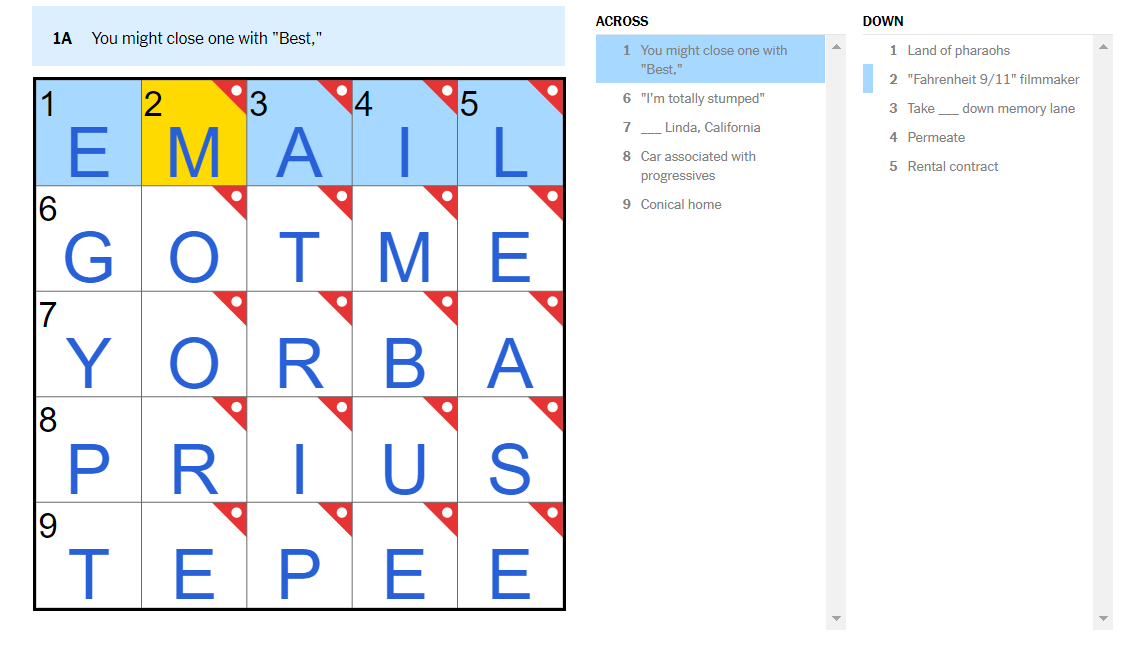 1A You might close one with "Best,"
1 2 3 4 5
E M A I L
6
G O T M E
7
Y O R B A
8
P R I U S
9
T E P E E
ACROSS
1 You might close one with
"Best,"
6 "I'm totally stumped"
7 ___ Linda, California
8 Car associated with
progressives
9 Conical home
DOWN
1 Land of pharaohs
2 "Fahrenheit 9/11" filmmaker
3 Take ___ down memory lane
4 Permeate
5 Rental contract